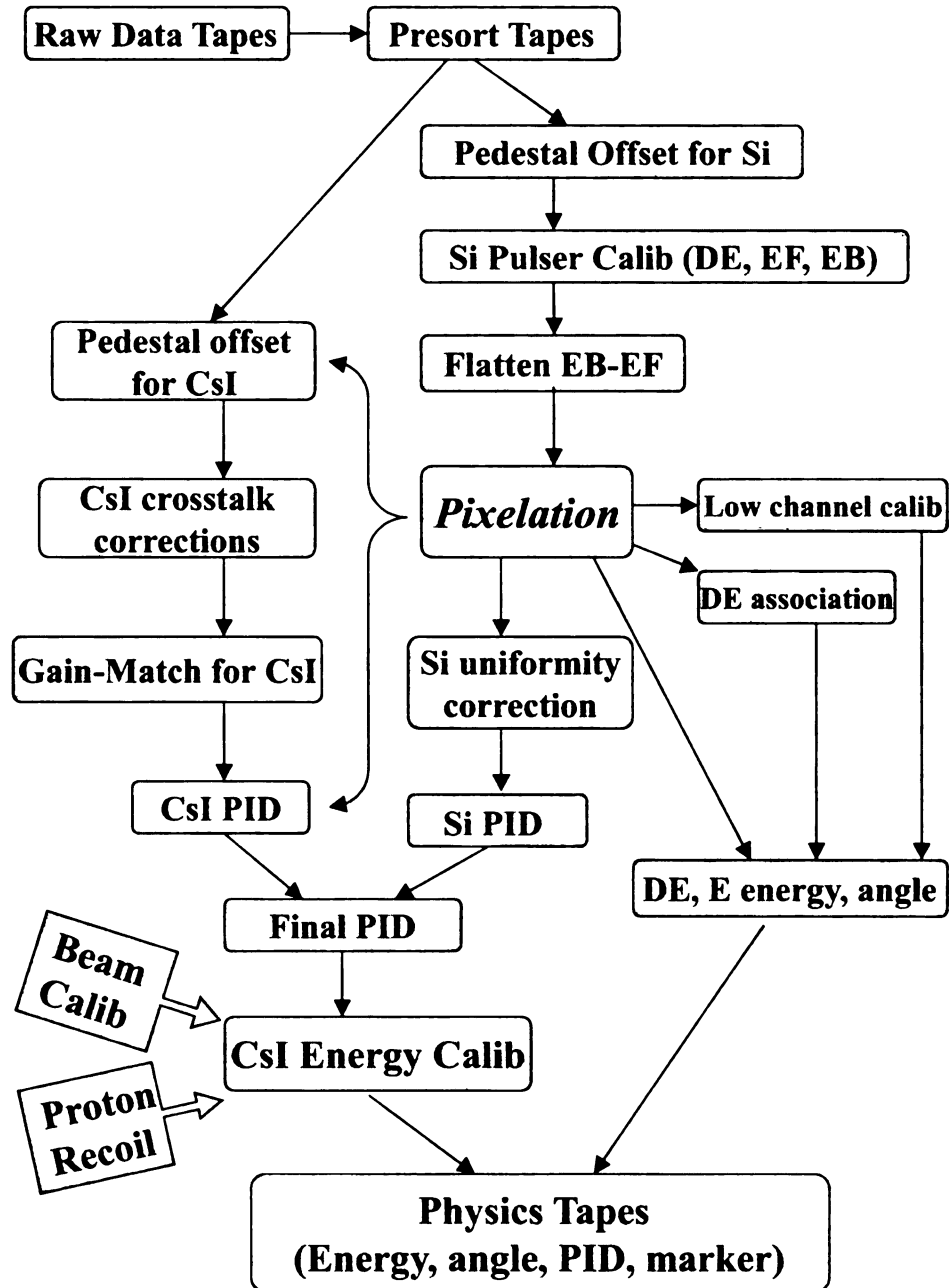 Raw Data Tapes
Presort Tapes
Pedestal Offset for Si
Si Pulser Calib (DE, EF, EB)
Pedestal offset
for CsI
Flatten EB-EF
CsI crosstalk
corrections
Pixelation
Low channel calib
DE association
Gain-Match for CsI
Si uniformity
correction
CsI PID
Si PID
DE, E energy, angle
Final PID
Beam
Calib
CsI Energy Calib
Proton
Recoil
Physics Tapes
(Energy, angle, PID, marker)